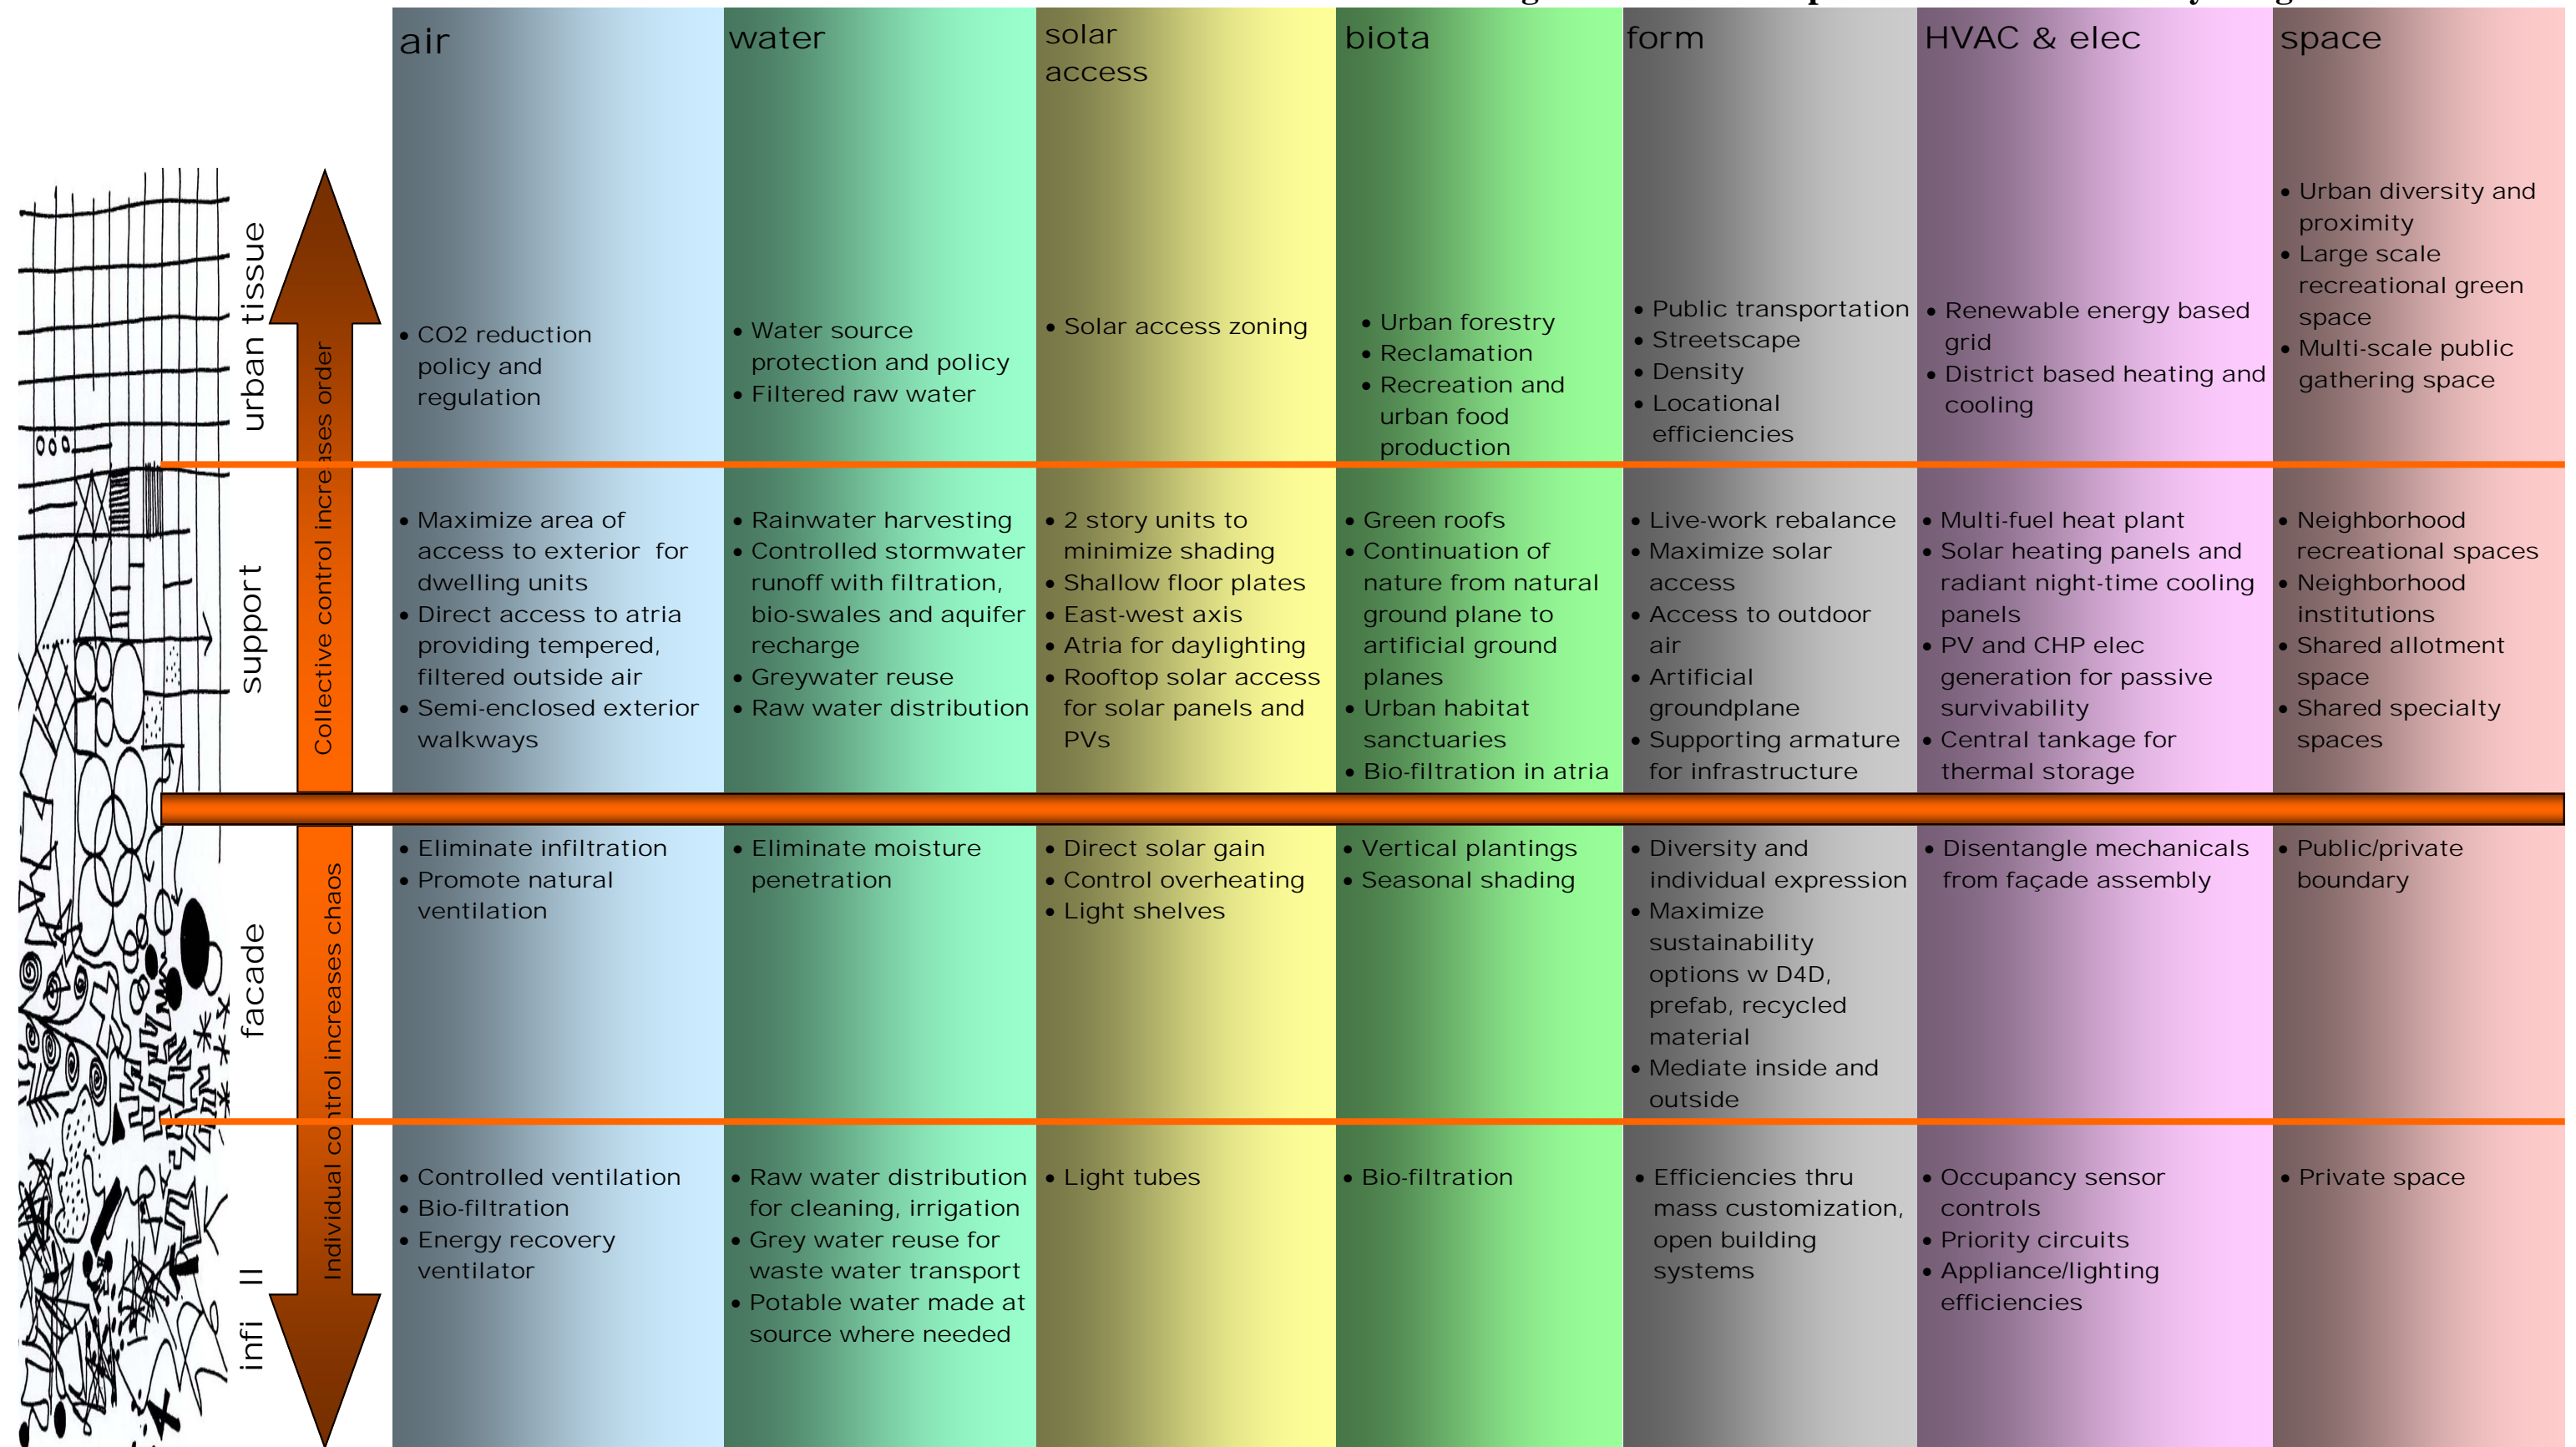 air
water
solar
access
biota
form
HVAC & elec
space
urban tissue
support
facade
infi ll
Collective control increases order
Individual control increases chaos
• CO2 reduction
policy and
regulation
• Water source
protection and policy
• Filtered raw water
• Solar access zoning
• Urban forestry
• Reclamation
• Recreation and
urban food
production
• Public transportation
• Streetscape
• Density
• Locational
efficiencies
• Renewable energy based
grid
• District based heating and
cooling
• Urban diversity and
proximity
• Large scale
recreational green
space
• Multi-scale public
gathering space
• Maximize area of
access to exterior for
dwelling units
• Direct access to atria
providing tempered,
filtered outside air
• Semi-enclosed exterior
walkways
• Rainwater harvesting
• Controlled stormwater
runoff with filtration,
bio-swales and aquifer
recharge
• Greywater reuse
• Raw water distribution
• 2 story units to
minimize shading
• Shallow floor plates
• East-west axis
• Atria for daylighting
• Rooftop solar access
for solar panels and
PVs
• Green roofs
• Continuation of
nature from natural
ground plane to
artificial ground
planes
• Urban habitat
sanctuaries
• Bio-filtration in atria
• Live-work rebalance
• Maximize solar
access
• Access to outdoor
air
• Artificial
groundplane
• Supporting armature
for infrastructure
• Multi-fuel heat plant
• Solar heating panels and
radiant night-time cooling
panels
• PV and CHP elec
generation for passive
survivability
• Central tankage for
thermal storage
• Neighborhood
recreational spaces
• Neighborhood
institutions
• Shared allotment
space
• Shared specialty
spaces
• Eliminate infiltration
• Promote natural
ventilation
• Eliminate moisture
penetration
• Direct solar gain
• Control overheating
• Light shelves
• Vertical plantings
• Seasonal shading
• Diversity and
individual expression
• Maximize
sustainability
options w D4D,
prefab, recycled
material
• Mediate inside and
outside
• Disentangle mechanicals
from façade assembly
• Public/private
boundary
• Controlled ventilation
• Bio-filtration
• Energy recovery
ventilator
• Raw water distribution
for cleaning, irrigation
• Grey water reuse for
waste water transport
• Potable water made at
source where needed
• Light tubes
• Bio-filtration
• Efficiencies thru
mass customization,
open building
systems
• Occupancy sensor
controls
• Priority circuits
• Appliance/lighting
efficiencies
• Private space